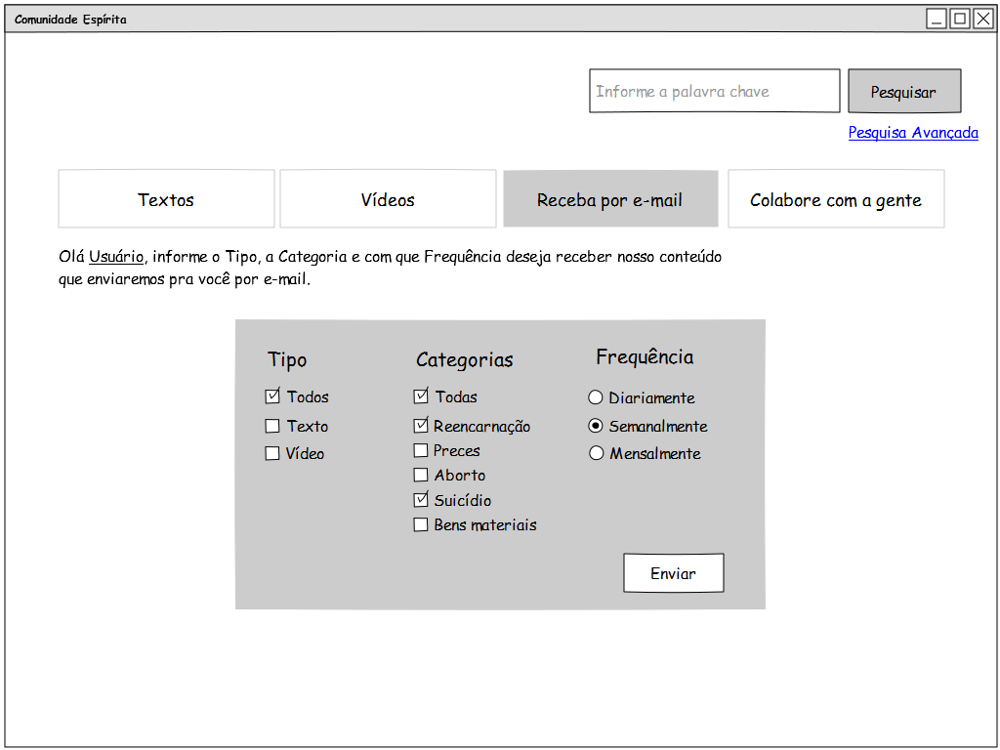 Comunidade Espírita
Informe a palavra chave
Pesquisar
Pesquisa Avançada
Textos
Vídeos
Receba por e-mail
Colabore com a gente
Olá Usuário, informe o Tipo, a Categoria e com que Frequência deseja receber nosso conteúdo
que enviaremos pra você por e-mail.
Tipo
Todos
Texto
Vídeo
Categorias
Todas
Reencarnação
Preces
Aborto
Suicídio
Bens materiais
Frequência
Diariamente
Semanalmente
Mensalmente
Enviar